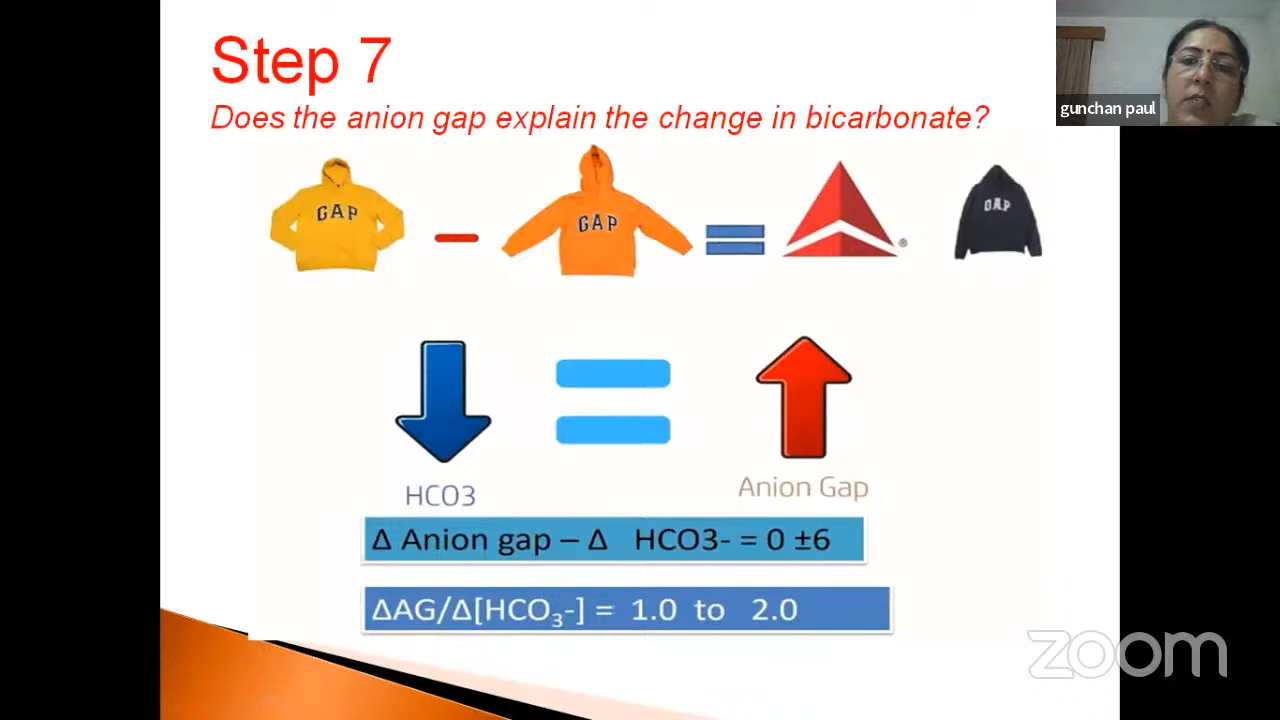 Step 7
Does the anion gap explain the change in bicarbonate?
gunchan paul
GAP
GAP
®
GAP
HCO3
Anion Gap
Δ Anion gap – Δ HCO3- = 0 ±6
ΔAG/Δ[HCO₃-] = 1.0 to 2.0
zoom